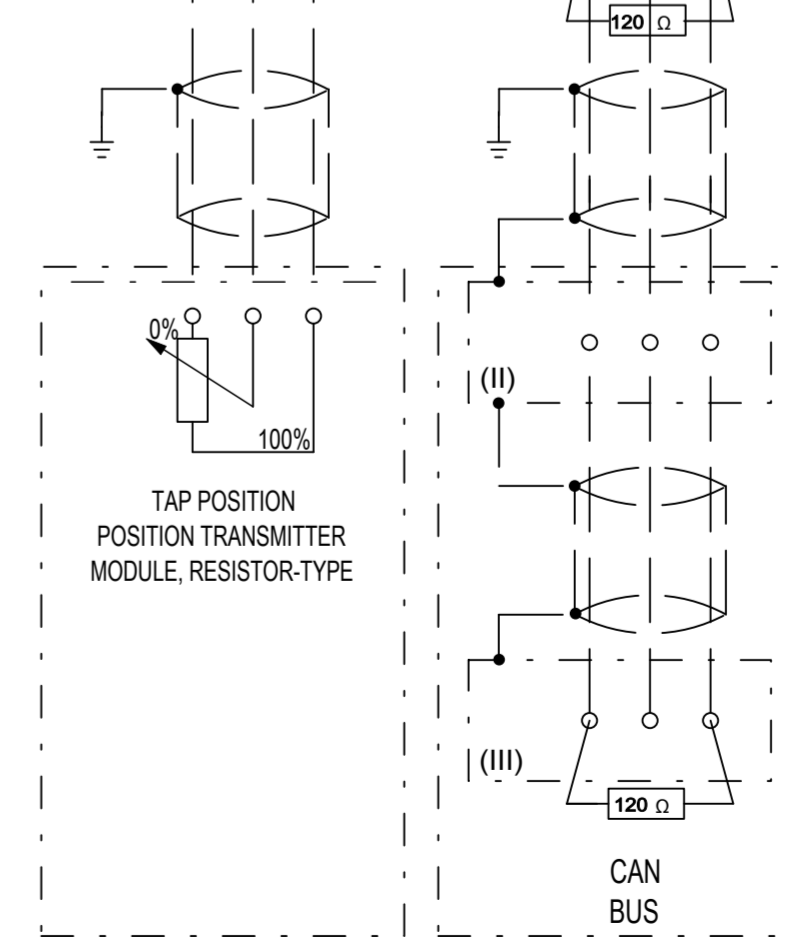 120 Ω
0%
100%
TAP POSITION
POSITION TRANSMITTER
MODULE, RESISTOR-TYPE
(II)
(III)
120 Ω
CAN
BUS